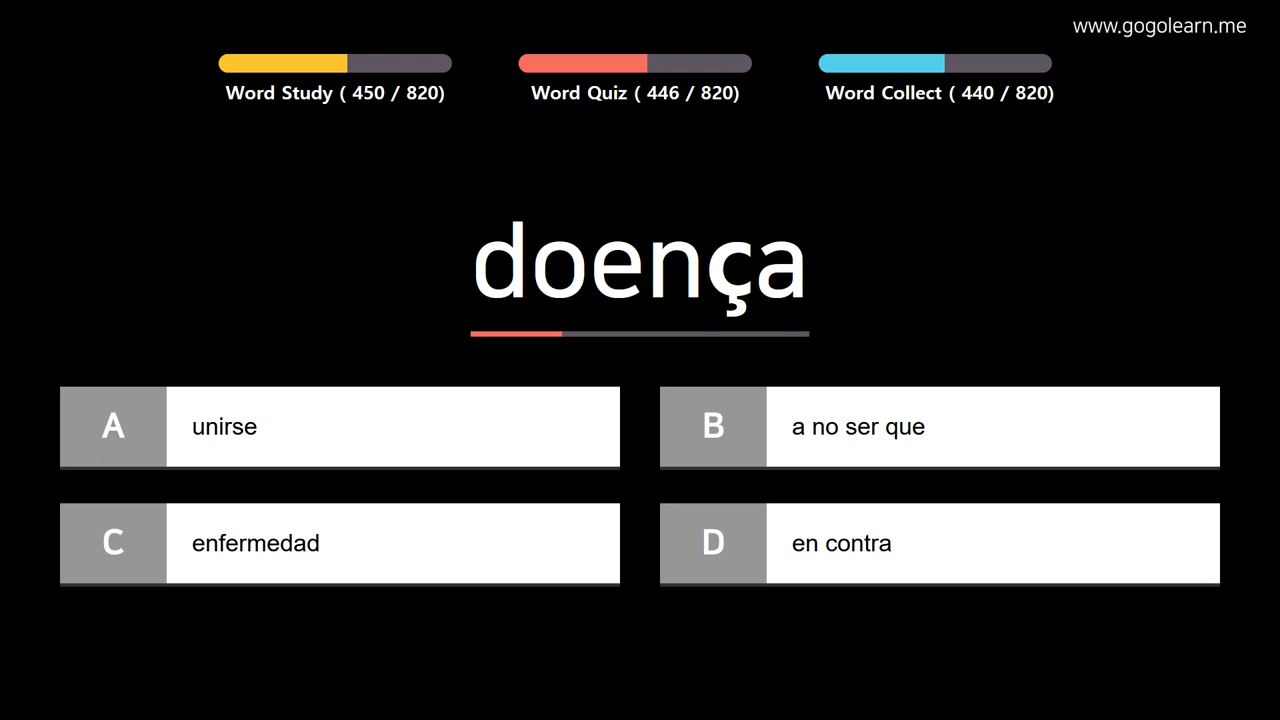 www.gogolearn.me
Word Study ( 450 / 820)
Word Quiz ( 446 / 820)
Word Collect ( 440 / 820)
doença
A
unirse
B
a no ser que
C
enfermedad
D
en contra